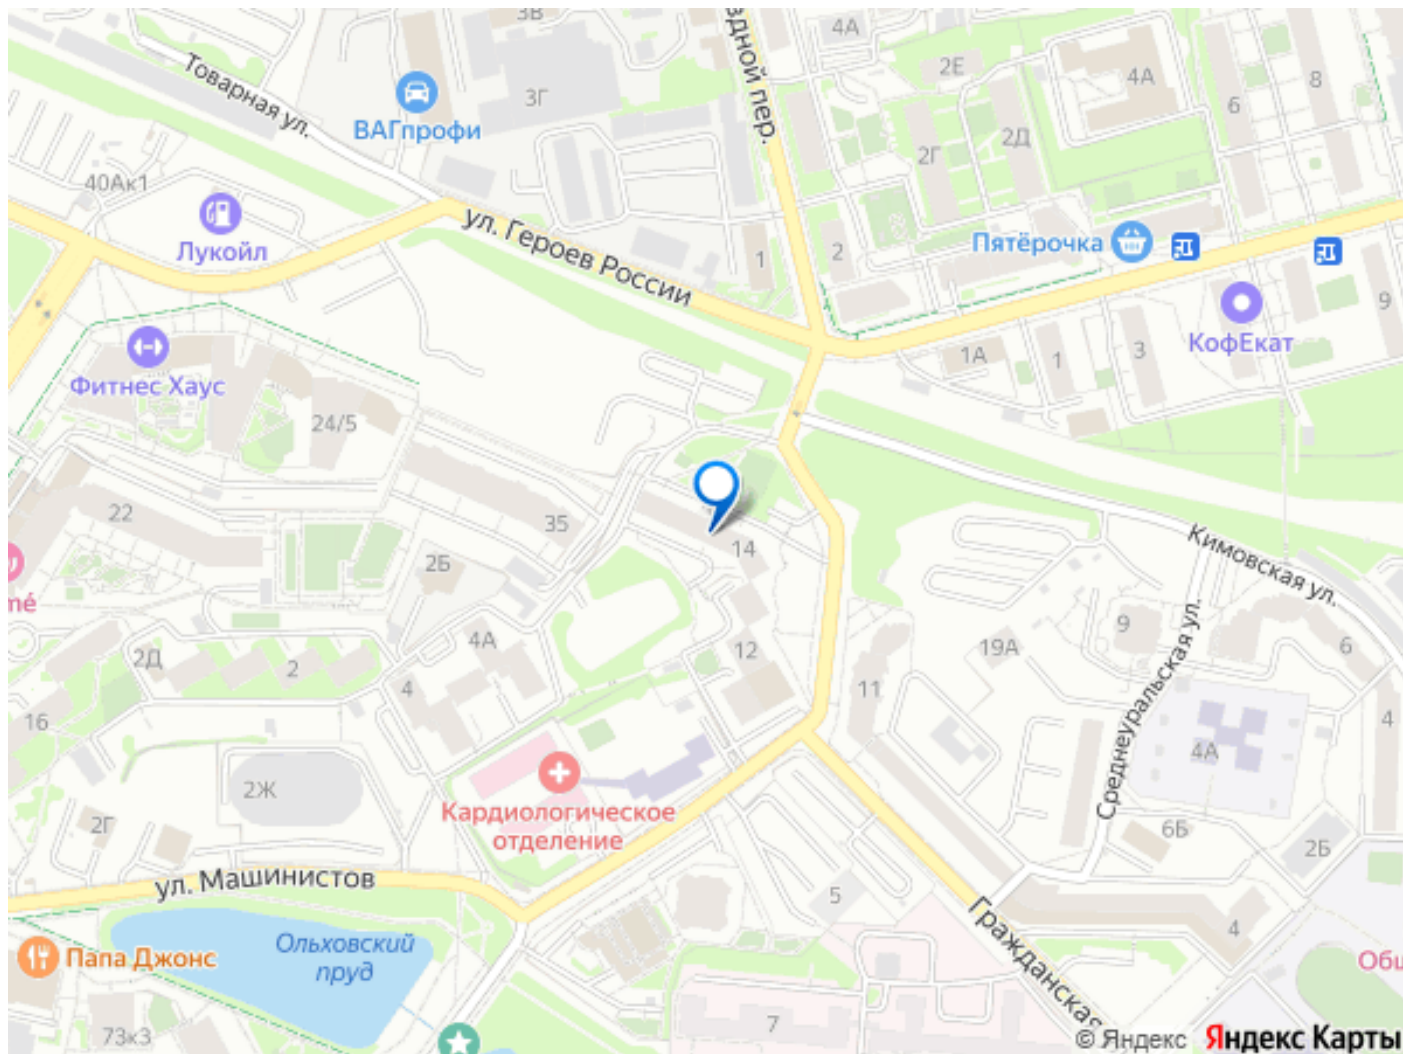 3В
4А
здной пер.
2Е
4А
8
Товарная ул.
3Г
6
ВАГпрофи
2Д
2Г
40Ак1
ул. Героев России
Лукойл
1
2
Пятёрочка
9
КофЕкат
1А
1
3
Фитнес Хаус
24/5
22
35
14
Кимовская ул.
2Б
mé
4А
12
9
19А
6
2Д
2
4
11
Среднеуральская ул.
16
4
4А
2Ж
Кардиологическое
отделение
2Г
6Б
2Б
ул. Машинистов
5
4
Гражданская
Ольховский
пруд
Папа Джонс
Общ
73к3
7
© Яндекс
Яндекс Карты